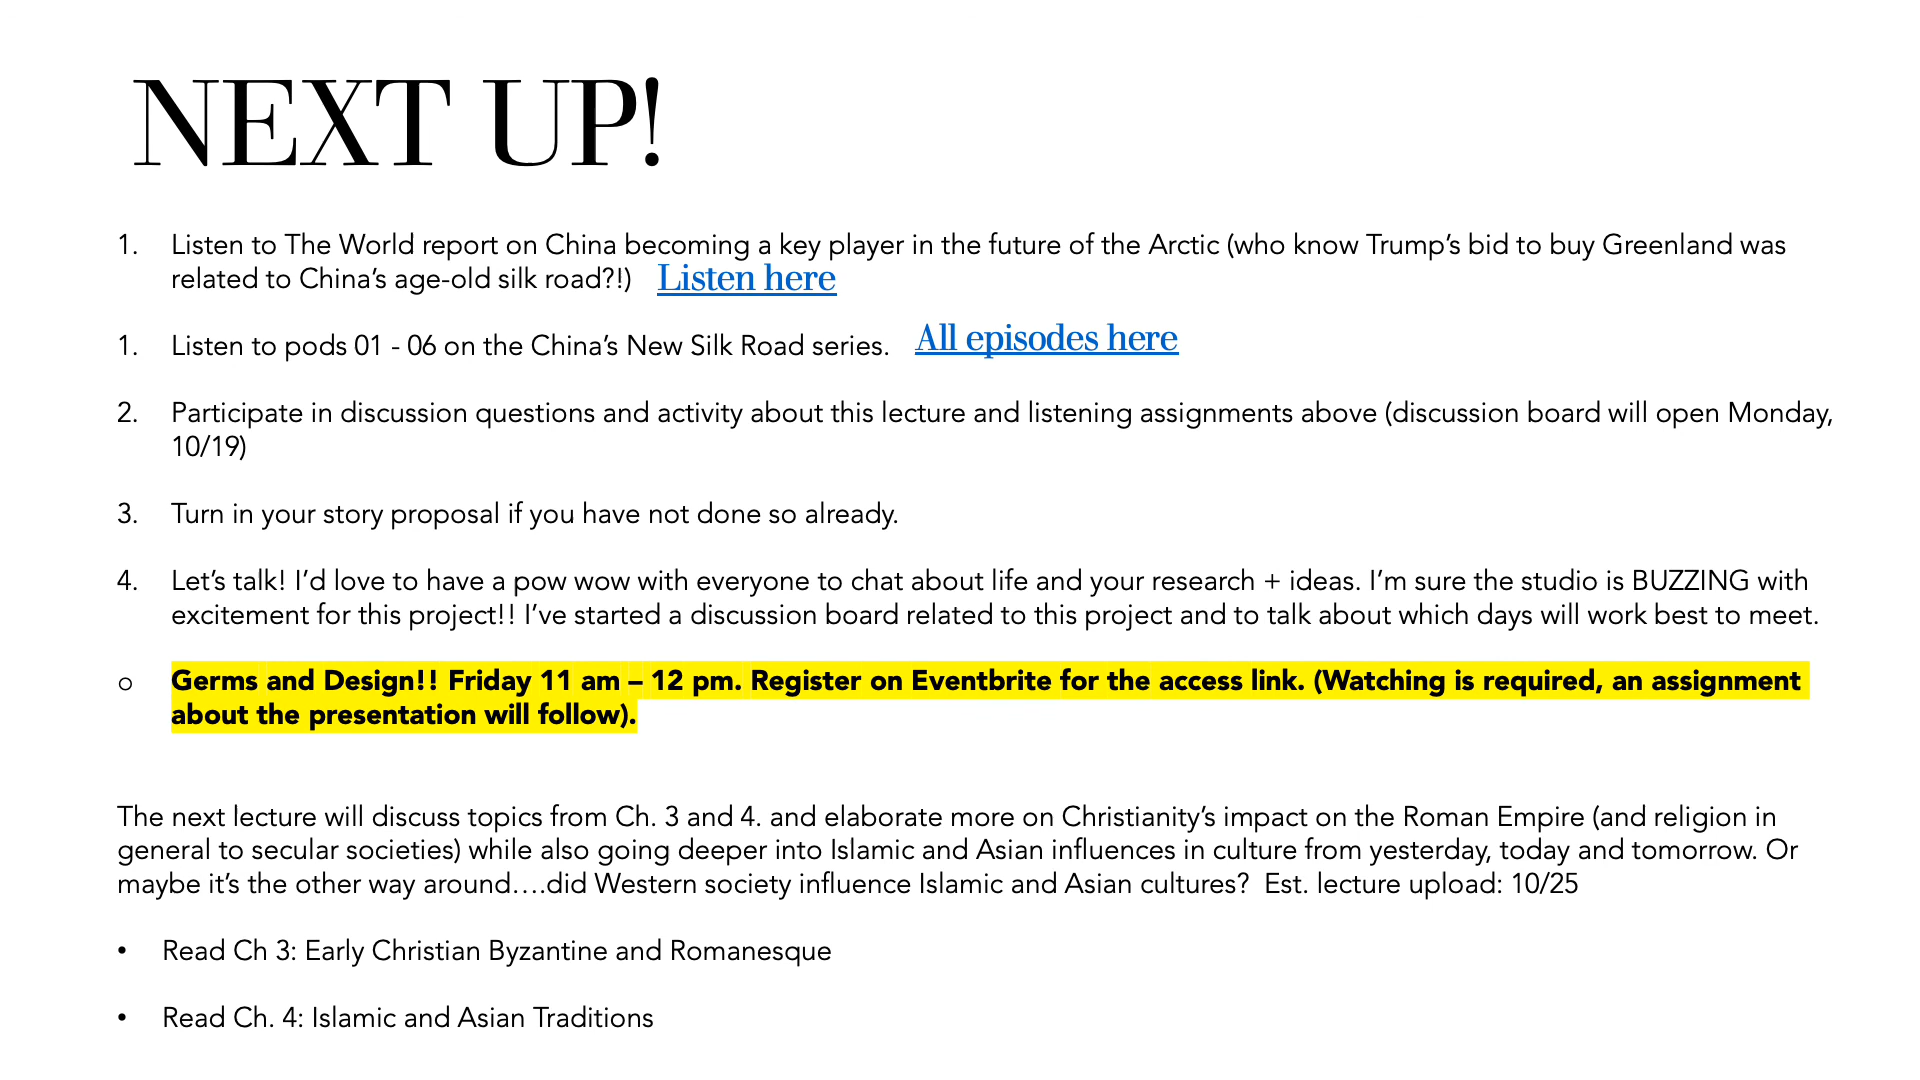 NEXT UP!
1. Listen to The World report on China becoming a key player in the future of the Arctic (who know Trump’s bid to buy Greenland was
related to China’s age-old silk road?!) Listen here
1. Listen to pods 01 - 06 on the China’s New Silk Road series. All episodes here
2. Participate in discussion questions and activity about this lecture and listening assignments above (discussion board will open Monday,
10/19)
3. Turn in your story proposal if you have not done so already.
4. Let’s talk! I’d love to have a pow wow with everyone to chat about life and your research + ideas. I’m sure the studio is BUZZING with
excitement for this project!! I’ve started a discussion board related to this project and to talk about which days will work best to meet.
○ Germs and Design!! Friday 11 am – 12 pm. Register on Eventbrite for the access link. (Watching is required, an assignment
about the presentation will follow).
The next lecture will discuss topics from Ch. 3 and 4. and elaborate more on Christianity’s impact on the Roman Empire (and religion in
general to secular societies) while also going deeper into Islamic and Asian influences in culture from yesterday, today and tomorrow. Or
maybe it’s the other way around….did Western society influence Islamic and Asian cultures? Est. lecture upload: 10/25
• Read Ch 3: Early Christian Byzantine and Romanesque
• Read Ch. 4: Islamic and Asian Traditions